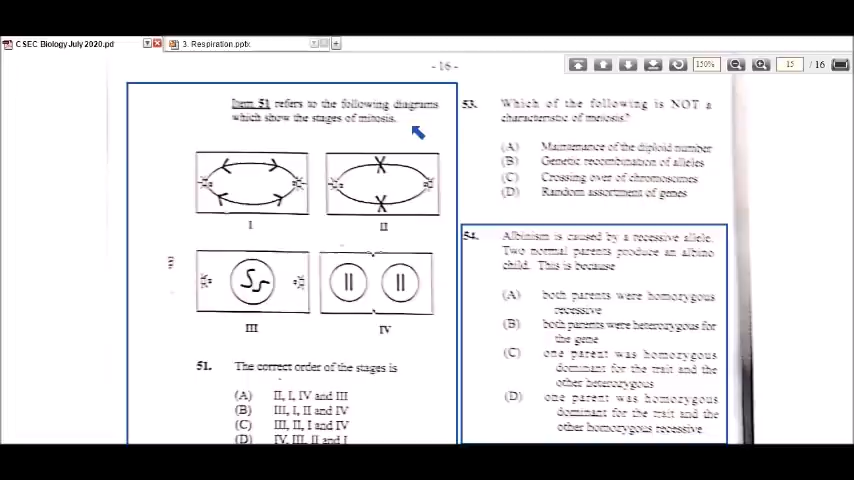 CSEC Biology July 2020.pd
3. Respiration.pptx
150%
15 / 16
- 16 -
Item 51 refers to the following diagrams
which show the stages of mitosis.
I
II
III
IV
51. The correct order of the stages is
(A) II, I, IV and III
(B) III, I, II and IV
(C) III, II, I and IV
(D) IV, III, II and I
53. Which of the following is NOT a
characteristic of meiosis?
(A) Maintenance of the diploid number
(B) Genetic recombination of alleles
(C) Crossing over of chromosomes
(D) Random assortment of genes
54. Albinism is caused by a recessive allele.
Two normal parents produce an albino
child. This is because
(A) both parents were homozygous
recessive
(B) both parents were heterozygous for
the gene
(C) one parent was homozygous
dominant for the trait and the
other heterozygous
(D) one parent was homozygous
dominant for the trait and the
other homozygous recessive